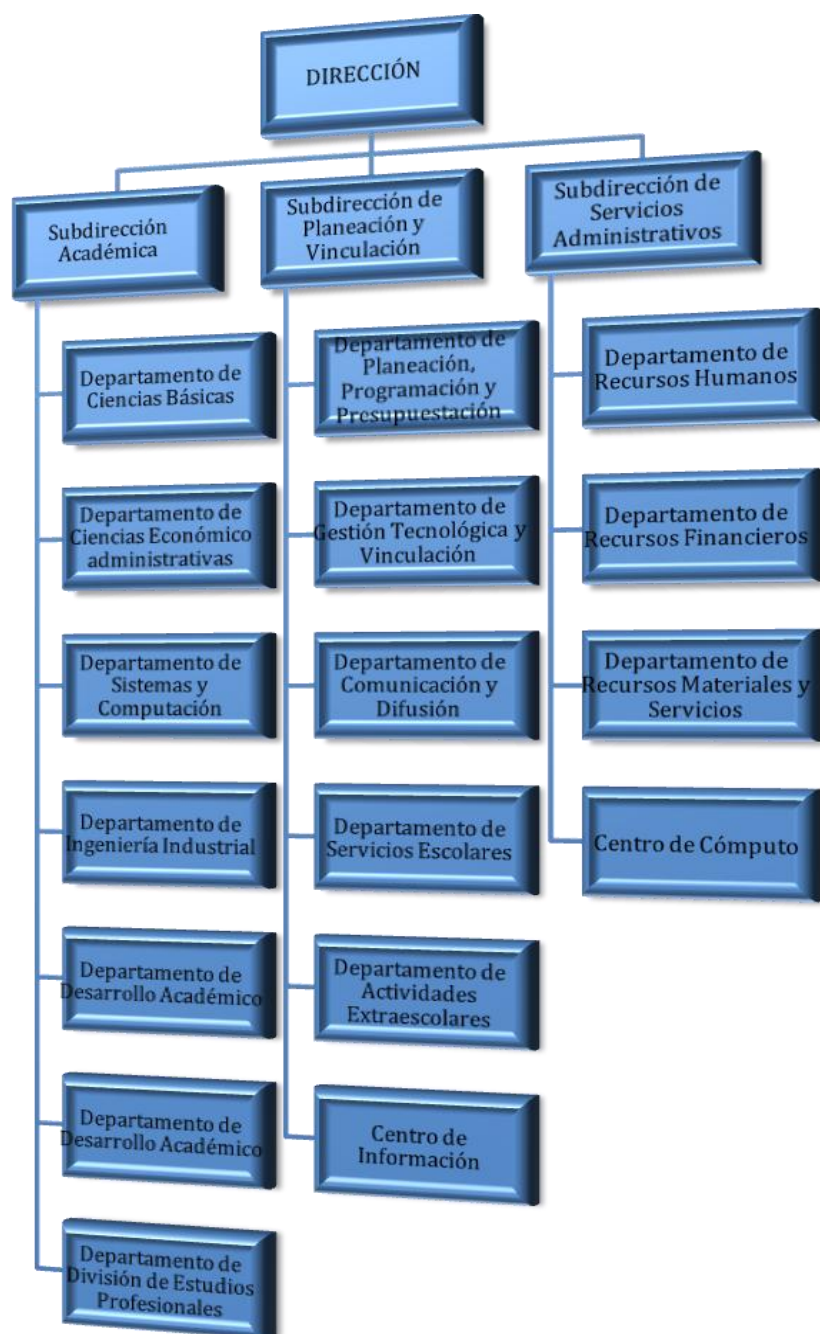 DIRECCIÓN
Subdirección
Académica
Subdirección de
Planeación y
Vinculación
Subdirección de
Servicios
Administrativos
Departamento de
Ciencias Básicas
Departamento de
Ciencias Económico
administrativas
Departamento de
Sistemas y
Computación
Departamento de
Ingeniería Industrial
Departamento de
Desarrollo Académico
Departamento de
Desarrollo Académico
Departamento de
División de Estudios
Profesionales
Departamento de
Planeación,
Programación y
Presupuestación
Departamento de
Gestión Tecnológica y
Vinculación
Departamento de
Comunicación y
Difusión
Departamento de
Servicios Escolares
Departamento de
Actividades
Extraescolares
Centro de
Información
Departamento de
Recursos Humanos
Departamento de
Recursos Financieros
Departamento de
Recursos Materiales y
Servicios
Centro de Cómputo